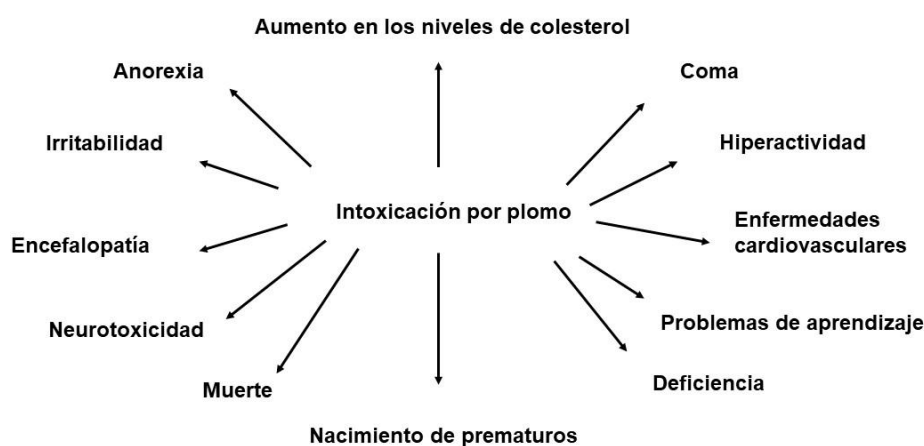 Aumento en los niveles de colesterol
Anorexia
Coma
Irritabilidad
Hiperactividad
Intoxicación por plomo
Enfermedades
cardiovasculares
Encefalopatía
Neurotoxicidad
Problemas de aprendizaje
Muerte
Deficiencia
Nacimiento de prematuros